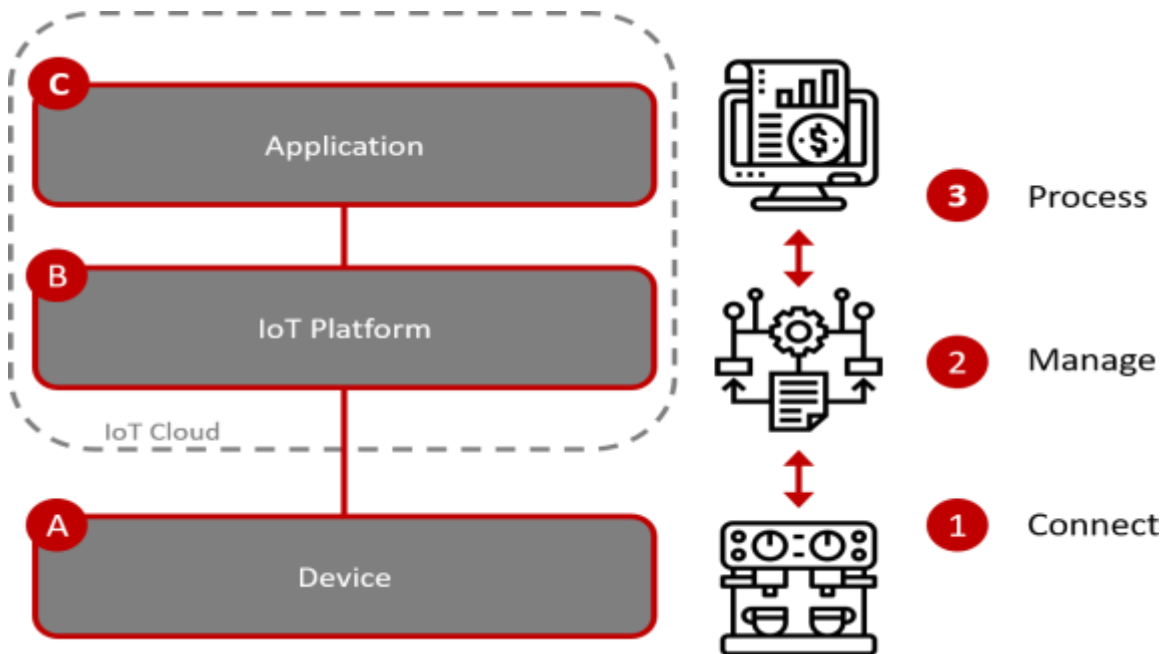 C
Application
$
3 Process
B
IoT Platform
2 Manage
IoT Cloud
A
Device
1 Connect